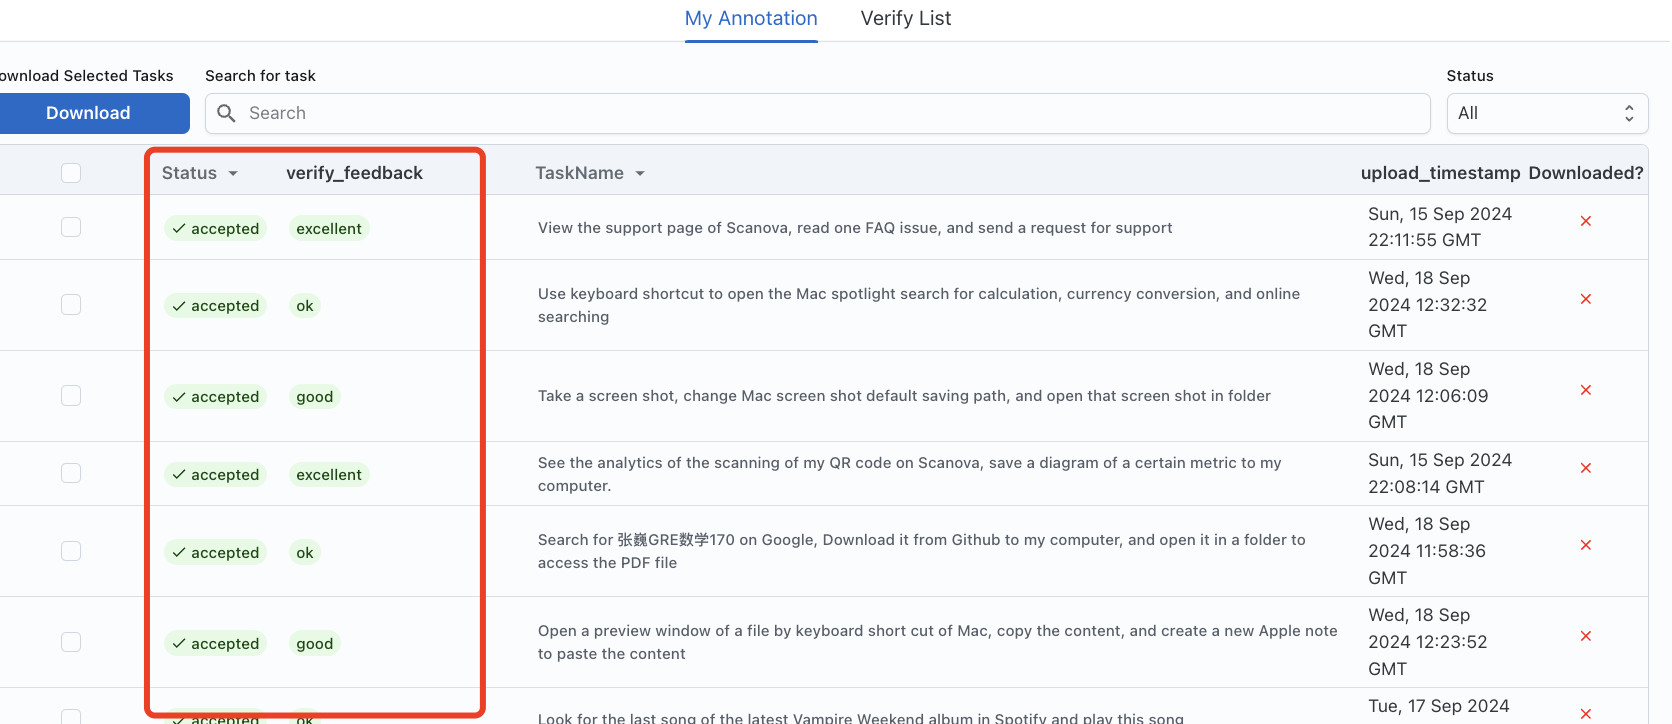 My Annotation Verify List
ownload Selected Tasks Search for task Status
Download Search All
Status verify_feedback TaskName upload_timestamp Downloaded?
accepted excellent View the support page of Scanova, read one FAQ issue, and send a request for support
Sun, 15 Sep 2024
22:11:55 GMT
accepted ok Use keyboard shortcut to open the Mac spotlight search for calculation, currency conversion, and online
searching
Wed, 18 Sep
2024 12:32:32
GMT
accepted good Take a screen shot, change Mac screen shot default saving path, and open that screen shot in folder
Wed, 18 Sep
2024 12:06:09
GMT
accepted excellent See the analytics of the scanning of my QR code on Scanova, save a diagram of a certain metric to my
computer.
Sun, 15 Sep 2024
22:08:14 GMT
accepted ok Search for 张巍GRE数学170 on Google, Download it from Github to my computer, and open it in a folder to
access the PDF file
Wed, 18 Sep
2024 11:58:36
GMT
accepted good Open a preview window of a file by keyboard short cut of Mac, copy the content, and create a new Apple note
to paste the content
Wed, 18 Sep
2024 12:23:52
GMT
accepted ok Look for the last song of the latest Vampire Weekend album in Spotify and play this song
Tue, 17 Sep 2024